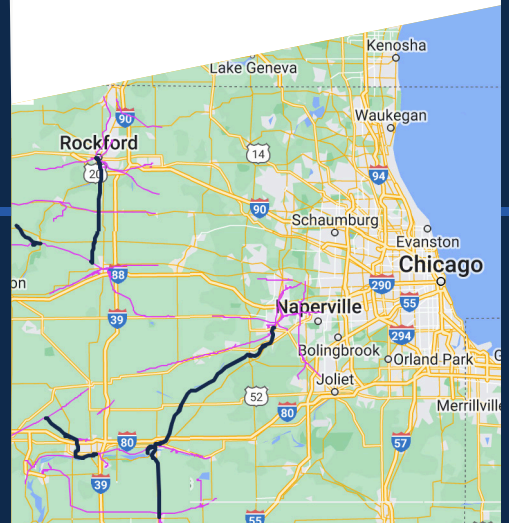 Kenosha
Lake Geneva
Waukegan
90
Rockford
20
14
94
90
Schaumburg
Evanston
Chicago
88
290
on
55
39
Naperville
294
Bolingbrook
Orland Park
Joliet
52
80
Merrillville
57
80
39
55